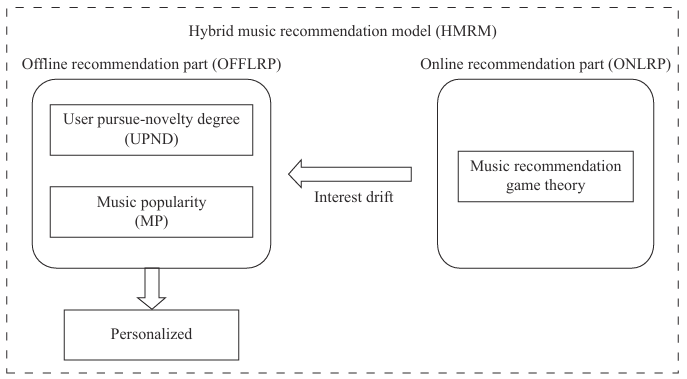 Hybrid music recommendation model (HMRM)
Offline recommendation part (OFFLRP)
Online recommendation part (ONLRP)
User pursue-novelty degree
(UPND)
Music popularity
(MP)
Interest drift
Music recommendation
game theory
Personalized